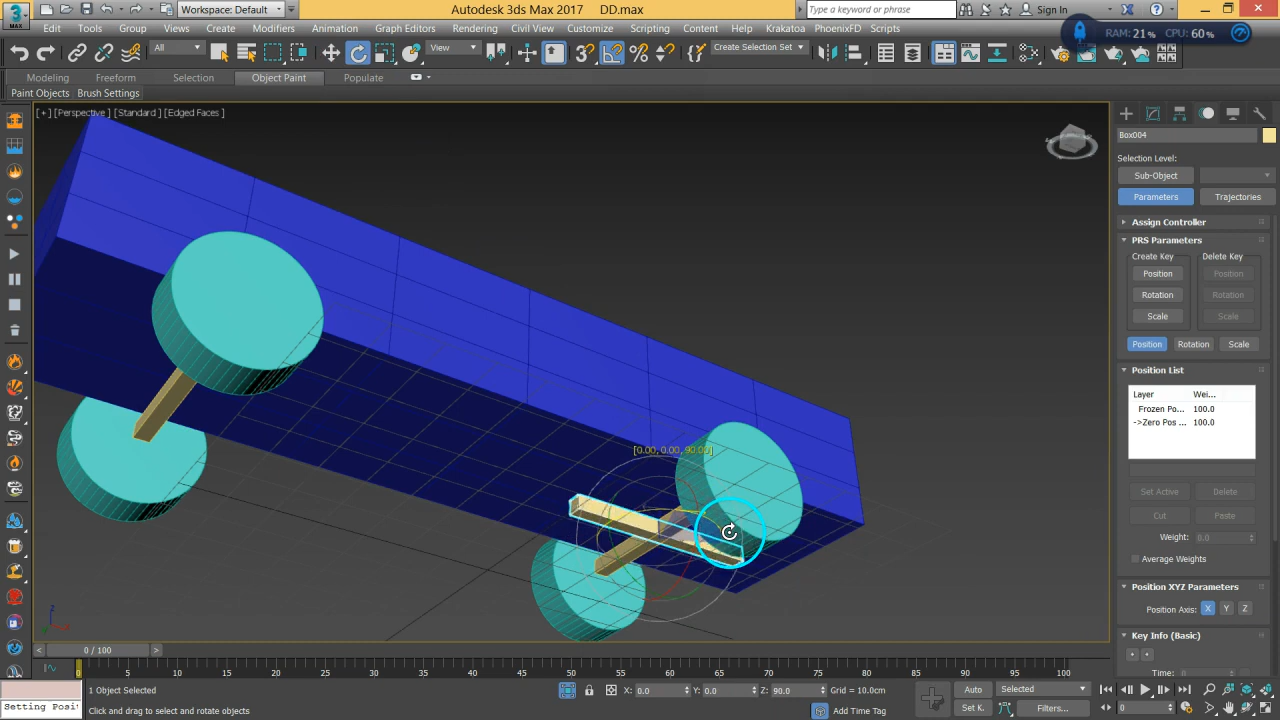 Workspace: Default
Autodesk 3ds Max 2017 DD.max
Type a keyword or phrase
Sign In
MAX
Edit Tools Group Views Create Modifiers Animation Graph Editors Rendering Civil View Customize Scripting Content Help Krakatoa PhoenixFD Scripts
RAM: 21% CPU: 60%
All
View
Create Selection Set
Modeling Freeform Selection Object Paint Populate
Paint Objects Brush Settings
[+] [Perspective] [Standard] [Edged Faces]
Box004
Selection Level:
Sub-Object
Parameters Trajectories
Assign Controller
PRS Parameters
Create Key Delete Key
Position Position
Rotation Rotation
Scale Scale
Position Rotation Scale
Position List
Layer Wei...
Frozen Po... 100.0
->Zero Pos ... 100.0
Set Active Delete
Cut Paste
Weight: 0.0
Average Weights
Position XYZ Parameters
Position Axis: X Y Z
Key Info (Basic)
Time: 0
[0.00, 0.00, 90.00]
0 / 100
0 5 10 15 20 25 30 35 40 45 50 55 60 65 70 75 80 85 90 95 100
1 Object Selected
X: 0.0 Y: 0.0 Z: 90.0 Grid = 10.0cm
Auto Selected
Setting Posi
Click and drag to select and rotate objects
Add Time Tag
Set K. Filters...
0